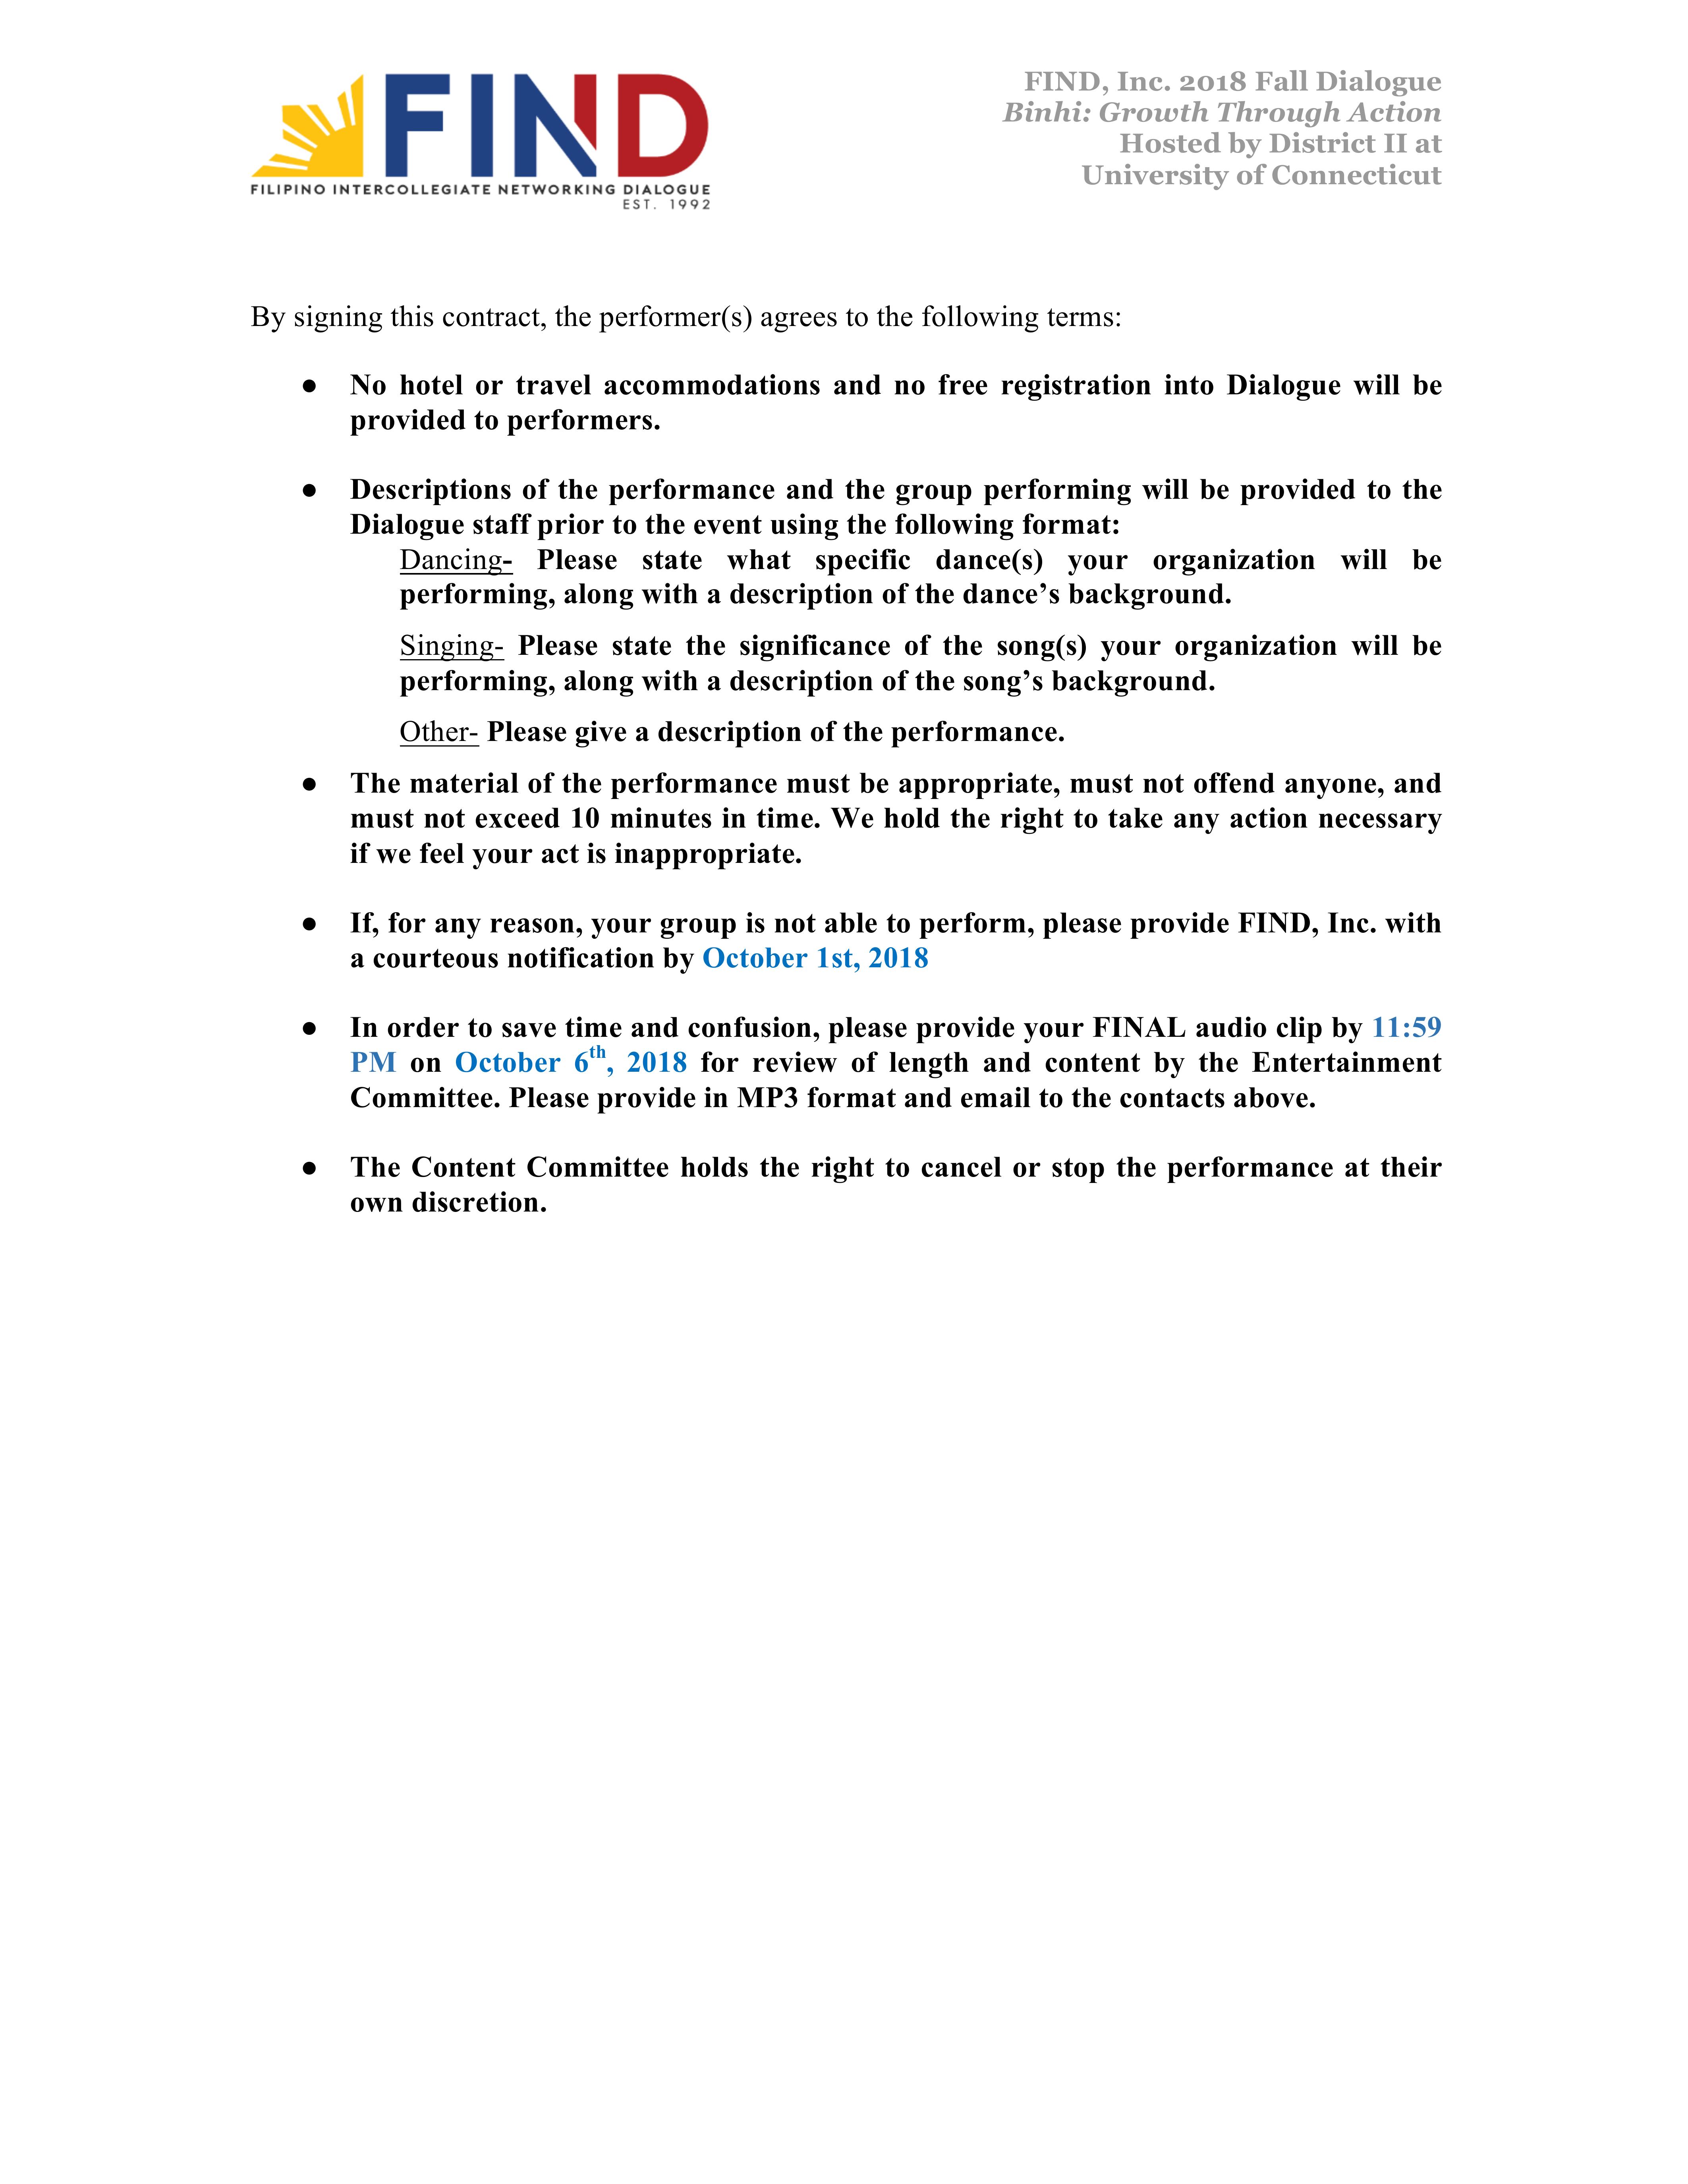 FIND
FILIPINO INTERCOLLEGIATE NETWORKING DIALOGUE
EST. 1992
FIND, Inc. 2018 Fall Dialogue
Binhi: Growth Through Action
Hosted by District II at
University of Connecticut
By signing this contract, the performer(s) agrees to the following terms:
● No hotel or travel accommodations and no free registration into Dialogue will be
provided to performers.
● Descriptions of the performance and the group performing will be provided to the
Dialogue staff prior to the event using the following format:
Dancing- Please state what specific dance(s) your organization will be
performing, along with a description of the dance’s background.
Singing- Please state the significance of the song(s) your organization will be
performing, along with a description of the song’s background.
Other- Please give a description of the performance.
● The material of the performance must be appropriate, must not offend anyone, and
must not exceed 10 minutes in time. We hold the right to take any action necessary
if we feel your act is inappropriate.
● If, for any reason, your group is not able to perform, please provide FIND, Inc. with
a courteous notification by October 1st, 2018
● In order to save time and confusion, please provide your FINAL audio clip by 11:59
PM on October 6th, 2018 for review of length and content by the Entertainment
Committee. Please provide in MP3 format and email to the contacts above.
● The Content Committee holds the right to cancel or stop the performance at their
own discretion.